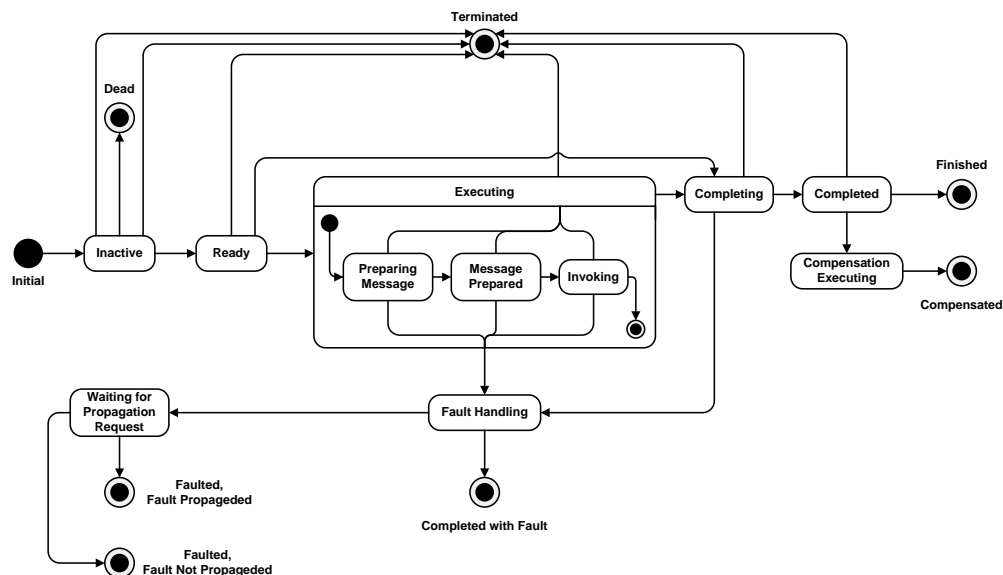 Terminated
Dead
Finished
Executing
Completing
Completed
Initial
Inactive
Ready
Preparing
Message
Message
Prepared
Invoking
Compensation
Executing
Compensated
Waiting for
Propagation
Request
Fault Handling
Faulted,
Fault Propageded
Completed with Fault
Faulted,
Fault Not Propageded